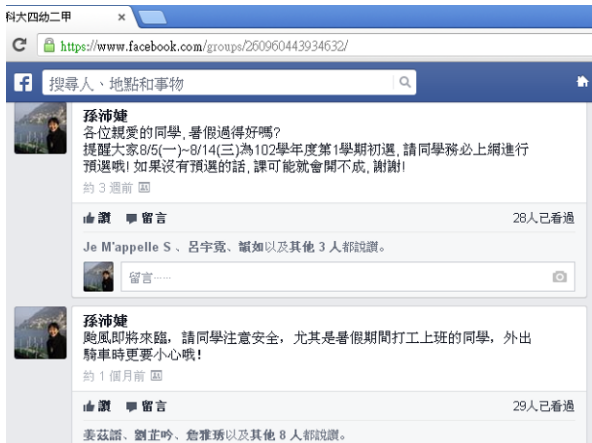 科大四幼二甲
https://www.facebook.com/groups/260960443934632/
搜尋人、地點和事物
孫沛婕
各位親愛的同學,暑假過得好嗎?
提醒大家8/5(一)~8/14(三)為102學年度第1學期初選,請同學務必上網進行
預選哦!如果沒有預選的話,課可能就會開不成,謝謝!
約 3 週前
讚 留言 28人已看過
Je M'appelle S 、呂宇霓、韻如以及其他 3 人都說讚。
留言……
孫沛婕
颱風即將來臨，請同學注意安全，尤其是暑假期間打工上班的同學，外出
騎車時更要小心哦!
約 1 個月前
讚 留言 29人已看過
姜茲語、劉芷吟、詹雅琇以及其他 8 人都說讚。